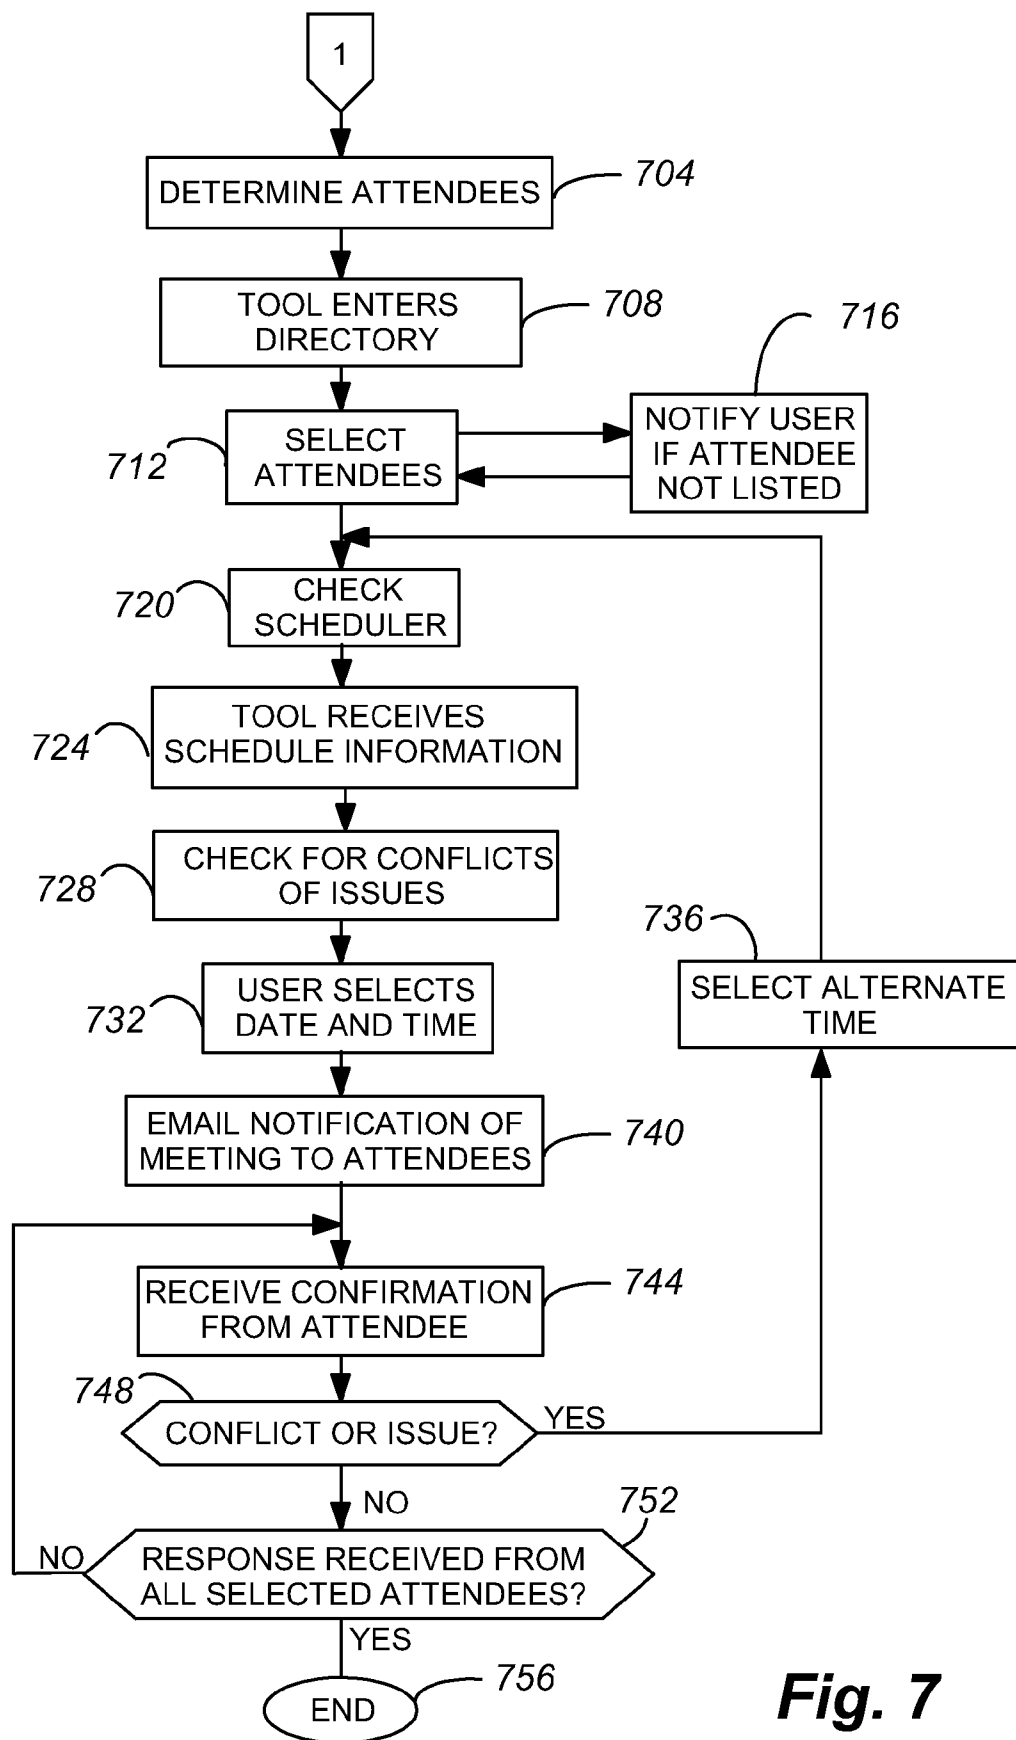 1
DETERMINE ATTENDEES
704
TOOL ENTERS
DIRECTORY
708
716
SELECT
ATTENDEES
712
NOTIFY USER
IF ATTENDEE
NOT LISTED
CHECK
SCHEDULER
720
TOOL RECEIVES
SCHEDULE INFORMATION
724
CHECK FOR CONFLICTS
OF ISSUES
728
736
SELECT ALTERNATE
TIME
USER SELECTS
DATE AND TIME
732
EMAIL NOTIFICATION OF
MEETING TO ATTENDEES
740
RECEIVE CONFIRMATION
FROM ATTENDEE
744
748
CONFLICT OR ISSUE?
YES
NO
752
NO
RESPONSE RECEIVED FROM
ALL SELECTED ATTENDEES?
YES
756
END
Fig. 7